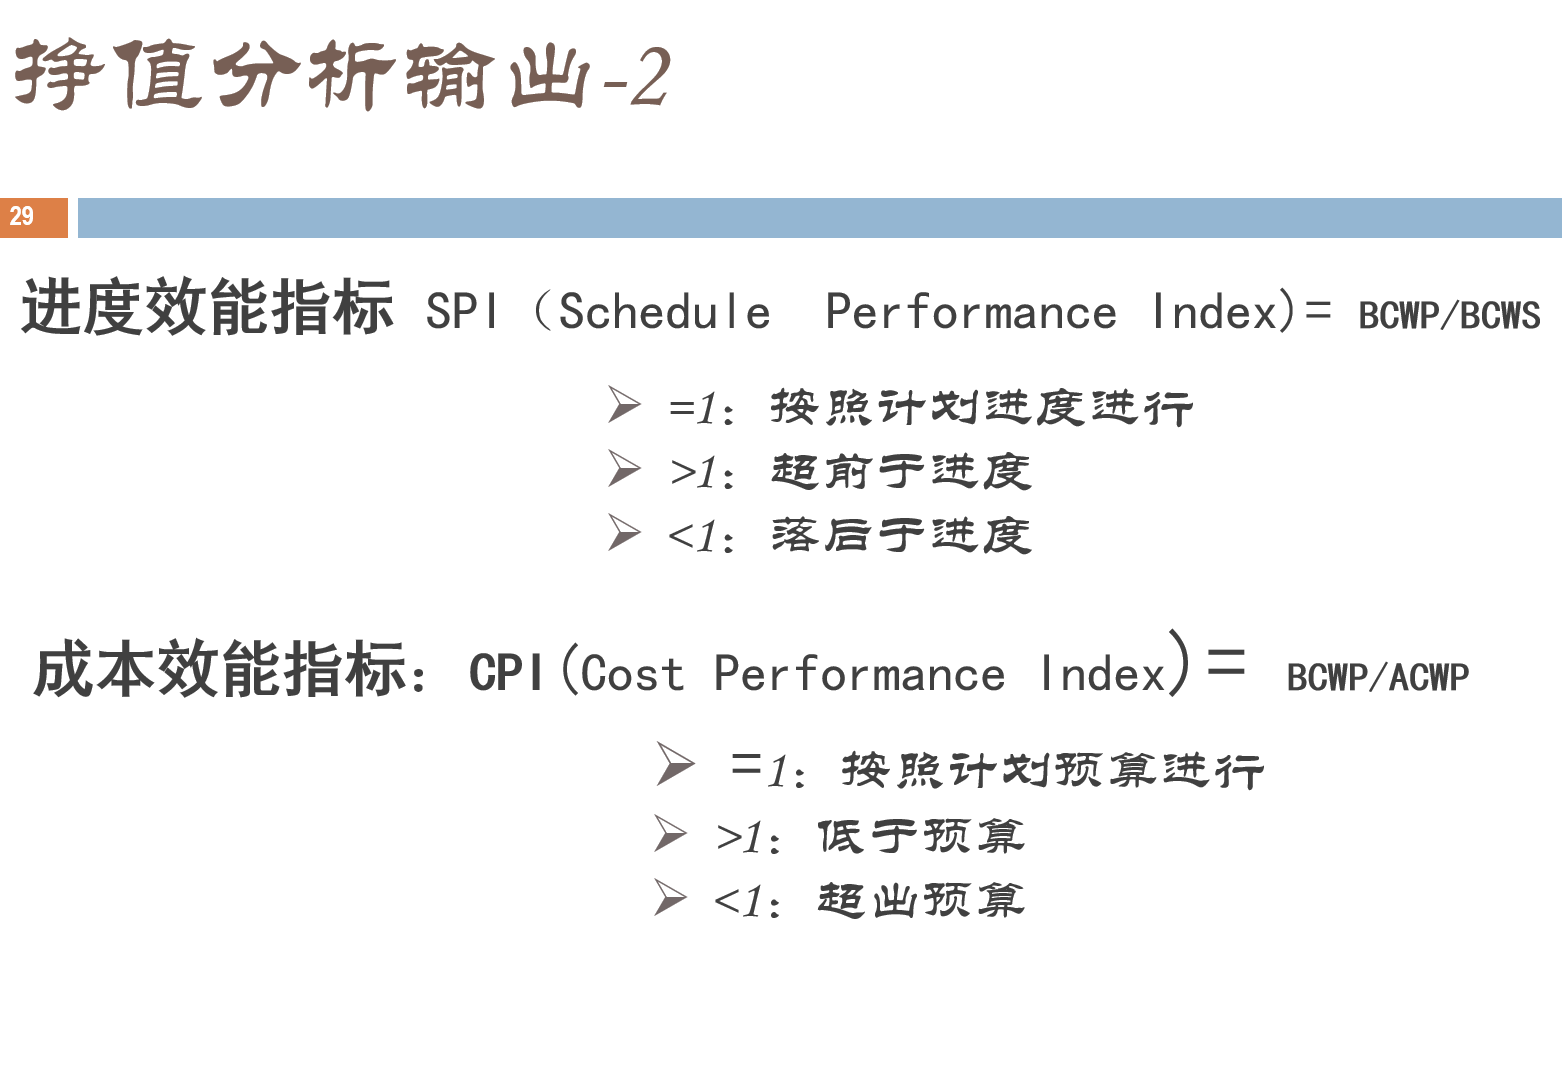 挣值分析输出-2
29
进度效能指标 SPI（Schedule Performance Index)= BCWP/BCWS
➢ =1：按照计划进度进行
➢ >1：超前于进度
➢ <1：落后于进度
成本效能指标：CPI(Cost Performance Index)= BCWP/ACWP
➢ =1：按照计划预算进行
➢ >1：低于预算
➢ <1：超出预算